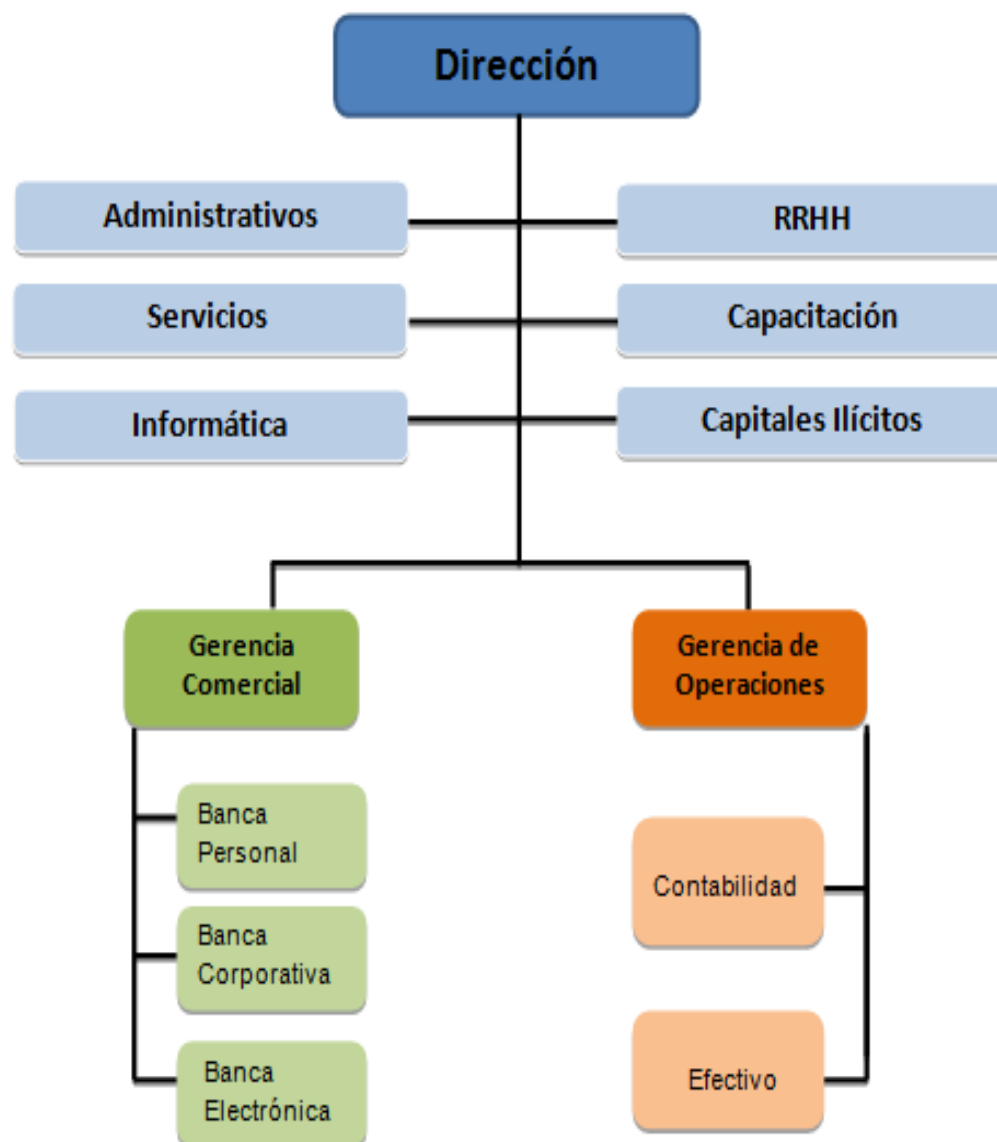 Dirección
Administrativos
RRHH
Servicios
Capacitación
Informática
Capitales Ilícitos
Gerencia
Comercial
Gerencia de
Operaciones
Banca
Personal
Banca
Corporativa
Banca
Electrónica
Contabilidad
Efectivo